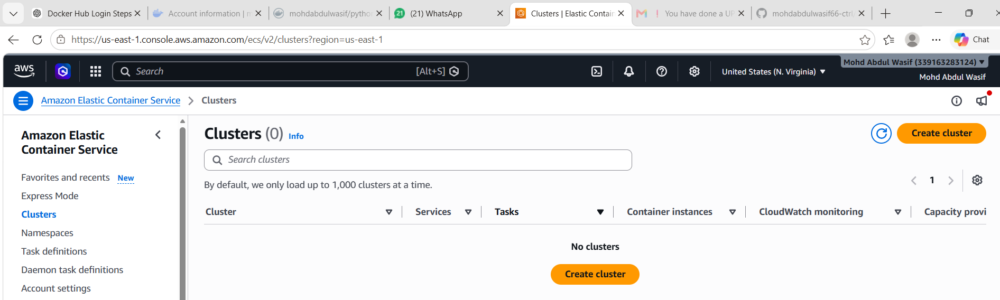 Docker Hub Login Steps
Account information | m
mohdabdulwasif/pytho
21
(21) WhatsApp
Clusters | Elastic Contain
You have done a UP
mohdabdulwasif66-ctrl/
https://us-east-1.console.aws.amazon.com/ecs/v2/clusters?region=us-east-1
Chat
aws
Search
[Alt+S]
United States (N. Virginia)
Mohd Abdul Wasif (339163283124)
Mohd Abdul Wasif
Amazon Elastic Container Service
Clusters
Amazon Elastic
Container Service
Favorites and recents New
Express Mode
Clusters
Namespaces
Task definitions
Daemon task definitions
Account settings
Clusters (0) Info
Create cluster
Search clusters
By default, we only load up to 1,000 clusters at a time.
1
Cluster Services Tasks Container instances CloudWatch monitoring Capacity provi
No clusters
Create cluster